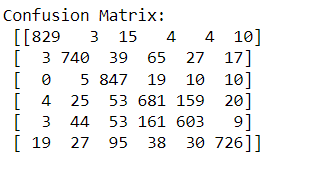 Confusion Matrix:
[[829   3  15   4   4  10]
[  3 740  39  65  27  17]
[  0   5 847  19  10  10]
[  4  25  53 681 159  20]
[  3  44  53 161 603   9]
[ 19  27  95  38  30 726]]